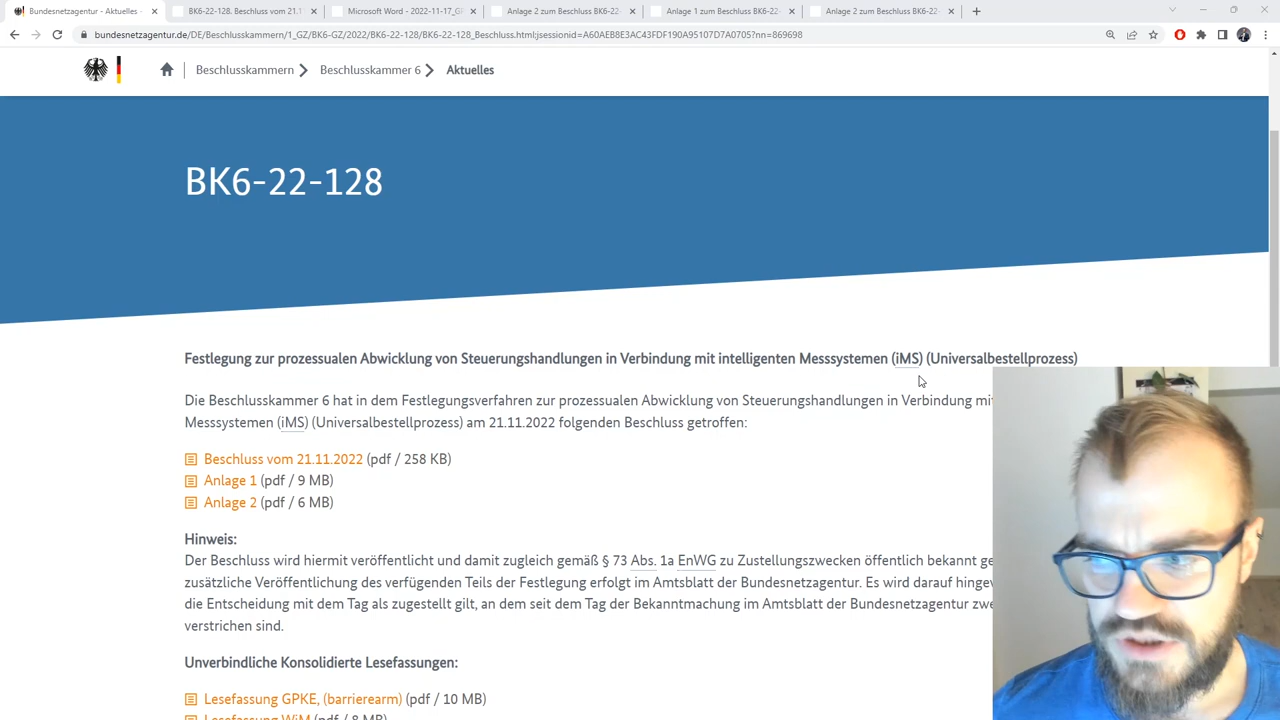 Bundesnetzagentur - Aktuelles -
BK6-22-128. Beschluss vom 21.1
Microsoft Word - 2022-11-17_GP
Anlage 2 zum Beschluss BK6-22-
Anlage 1 zum Beschluss BK6-22-
Anlage 2 zum Beschluss BK6-22-
bundesnetzagentur.de/DE/Beschlusskammern/1_GZ/BK6-GZ/2022/BK6-22-128/BK6-22-128_Beschluss.html;jsessionid=A60AEB8E3AC43FDF190A95107D7A0705?nn=869698
Beschlusskammern
Beschlusskammer 6
Aktuelles
BK6-22-128
Festlegung zur prozessualen Abwicklung von Steuerungshandlungen in Verbindung mit intelligenten Messsystemen (iMS) (Universalbestellprozess)
Die Beschlusskammer 6 hat in dem Festlegungsverfahren zur prozessualen Abwicklung von Steuerungshandlungen in Verbindung mit
Messsystemen (iMS) (Universalbestellprozess) am 21.11.2022 folgenden Beschluss getroffen:
Beschluss vom 21.11.2022 (pdf / 258 KB)
Anlage 1 (pdf / 9 MB)
Anlage 2 (pdf / 6 MB)
Hinweis:
Der Beschluss wird hiermit veröffentlicht und damit zugleich gemäß § 73 Abs. 1a EnWG zu Zustellungszwecken öffentlich bekannt ge
zusätzliche Veröffentlichung des verfügenden Teils der Festlegung erfolgt im Amtsblatt der Bundesnetzagentur. Es wird darauf hingew
die Entscheidung mit dem Tag als zugestellt gilt, an dem seit dem Tag der Bekanntmachung im Amtsblatt der Bundesnetzagentur zwe
verstrichen sind.
Unverbindliche Konsolidierte Lesefassungen:
Lesefassung GPKE, (barrierearm) (pdf / 10 MB)
Lesefassung WiM (pdf / 8 MB)